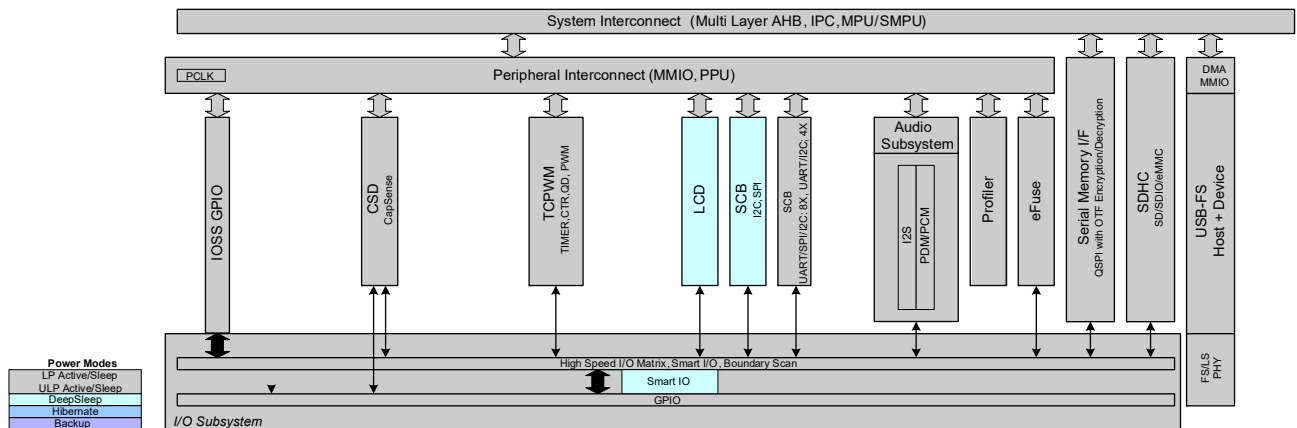 System Interconnect (Multi Layer AHB, IPC, MPU/SMPU)
PCLK
Peripheral Interconnect (MMIO, PPU)
DMA
MMIO
IOSS GPIO
CSD
CapSense
TCPWM
TIMER,CTR,QD, PWM
LCD
SCB
I2C,SPI
SCB
UART/SPI/I2C: 8X, UART/I2C; 4X
Audio
Subsystem
I2S
PDM/PCM
Profiler
eFuse
Serial Memory I/F
QSPI with OTF Encryption/Decryption)
SDHC
SD/SDIO/eMMC
USB-FS
Host + Device
FS/LS
PHY
High Speed I/O Matrix, Smart I/O, Boundary Scan
Smart IO
GPIO
I/O Subsystem
Power Modes
LP Active/Sleep
ULP Active/Sleep
DeepSleep
Hibernate
Backup